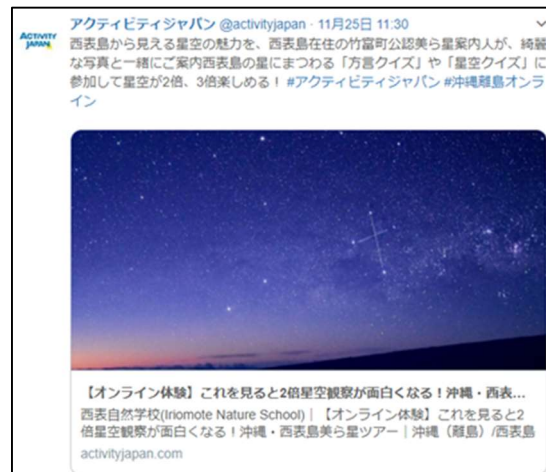 ACTIVITY
JAPAN
アクティビティジャパン @activityjapan · 11月25日 11:30
西表島から見える星空の魅力を、西表島在住の竹富町公認美ら星案内人が、綺麗
な写真と一緒にご案内西表島の星にまつわる「方言クイズ」や「星空クイズ」に
参加して星空が2倍、3倍楽しめる! #アクティビティジャパン #沖縄離島オンラ
イン
【オンライン体験】これを見ると2倍星空観察が面白くなる!沖縄・西表...
西表自然学校(Iriomote Nature School) | 【オンライン体験】これを見ると2
倍星空観察が面白くなる!沖縄・西表島美ら星ツアー | 沖縄(離島)/西表島
activityjapan.com